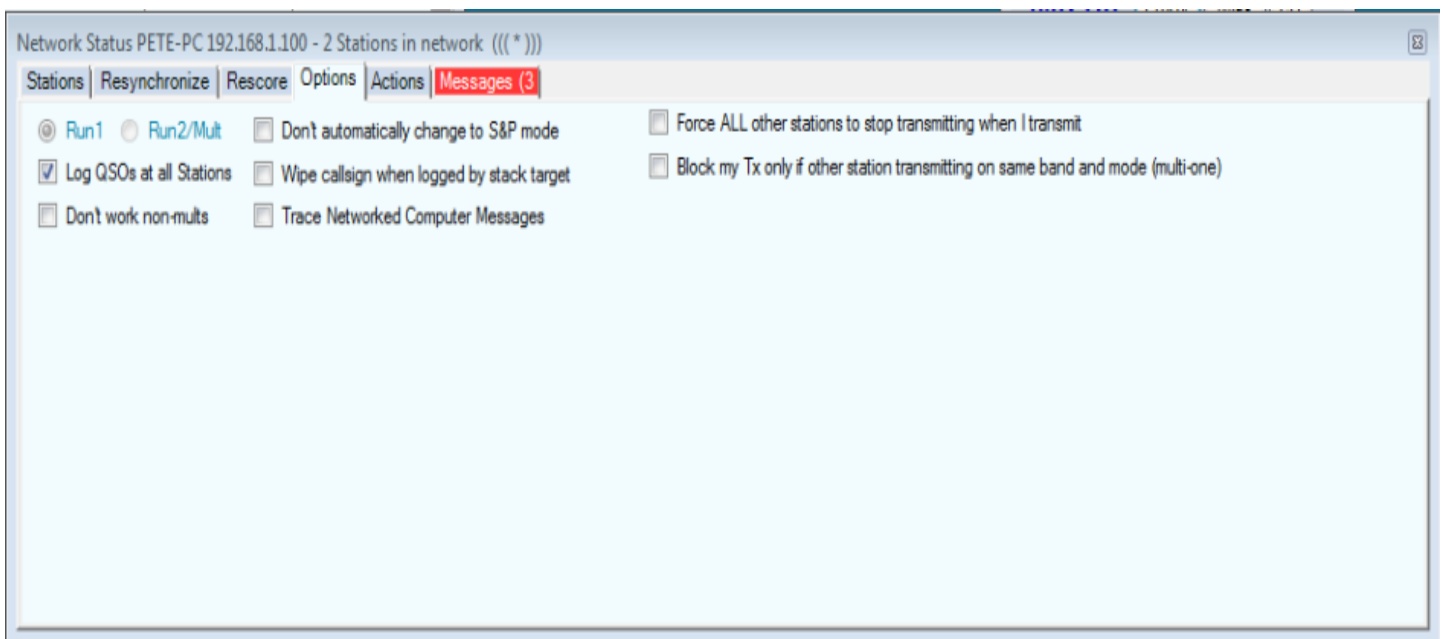 Network Status PETE-PC 192.168.1.100 - 2 Stations in network ((( * )))
Stations Resynchronize Rescore Options Actions Messages (3
Run1 Run2/Mult Don't automatically change to S&P mode Force ALL other stations to stop transmitting when I transmit
Log QSOs at all Stations Wipe callsign when logged by stack target Block my Tx only if other station transmitting on same band and mode (multi-one)
Don't work non-mults Trace Networked Computer Messages